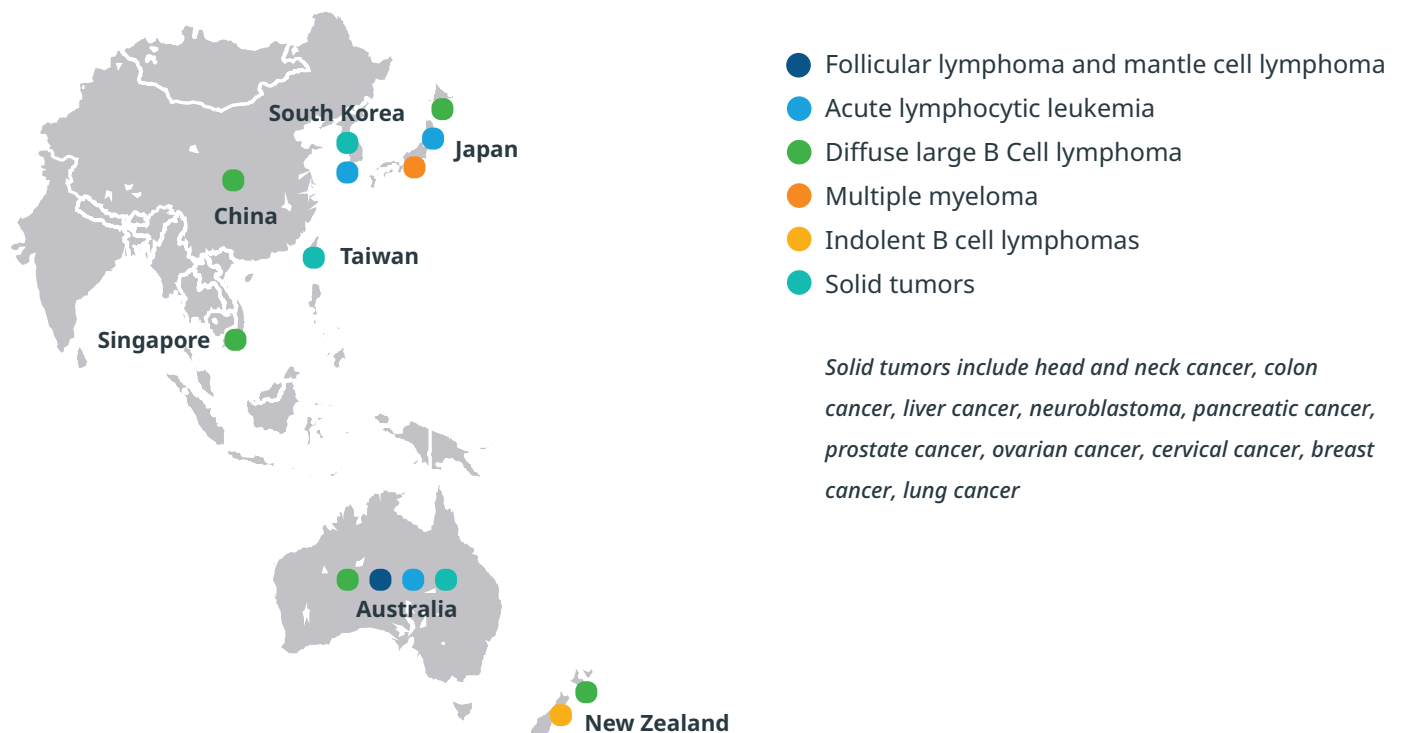 South Korea
Japan
China
Taiwan
Singapore
Australia
New Zealand
Follicular lymphoma and mantle cell lymphoma
Acute lymphocytic leukemia
Diffuse large B Cell lymphoma
Multiple myeloma
Indolent B cell lymphomas
Solid tumors
Solid tumors include head and neck cancer, colon
cancer, liver cancer, neuroblastoma, pancreatic cancer,
prostate cancer, ovarian cancer, cervical cancer, breast
cancer, lung cancer